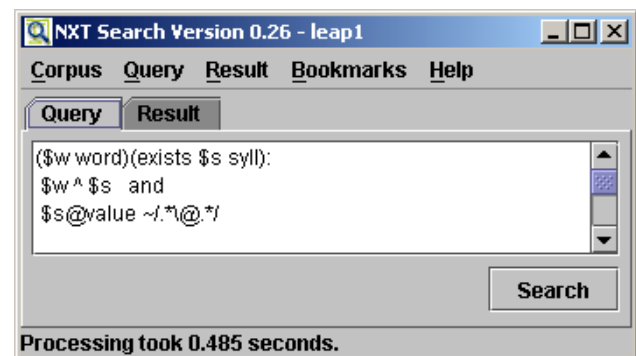 NXT Search Version 0.26 - leap1
Corpus Query Result Bookmarks Help
Query Result
($w word)(exists $s syll):
$w ^ $s and
$s@value ~/.*\@.*/
Search
Processing took 0.485 seconds.